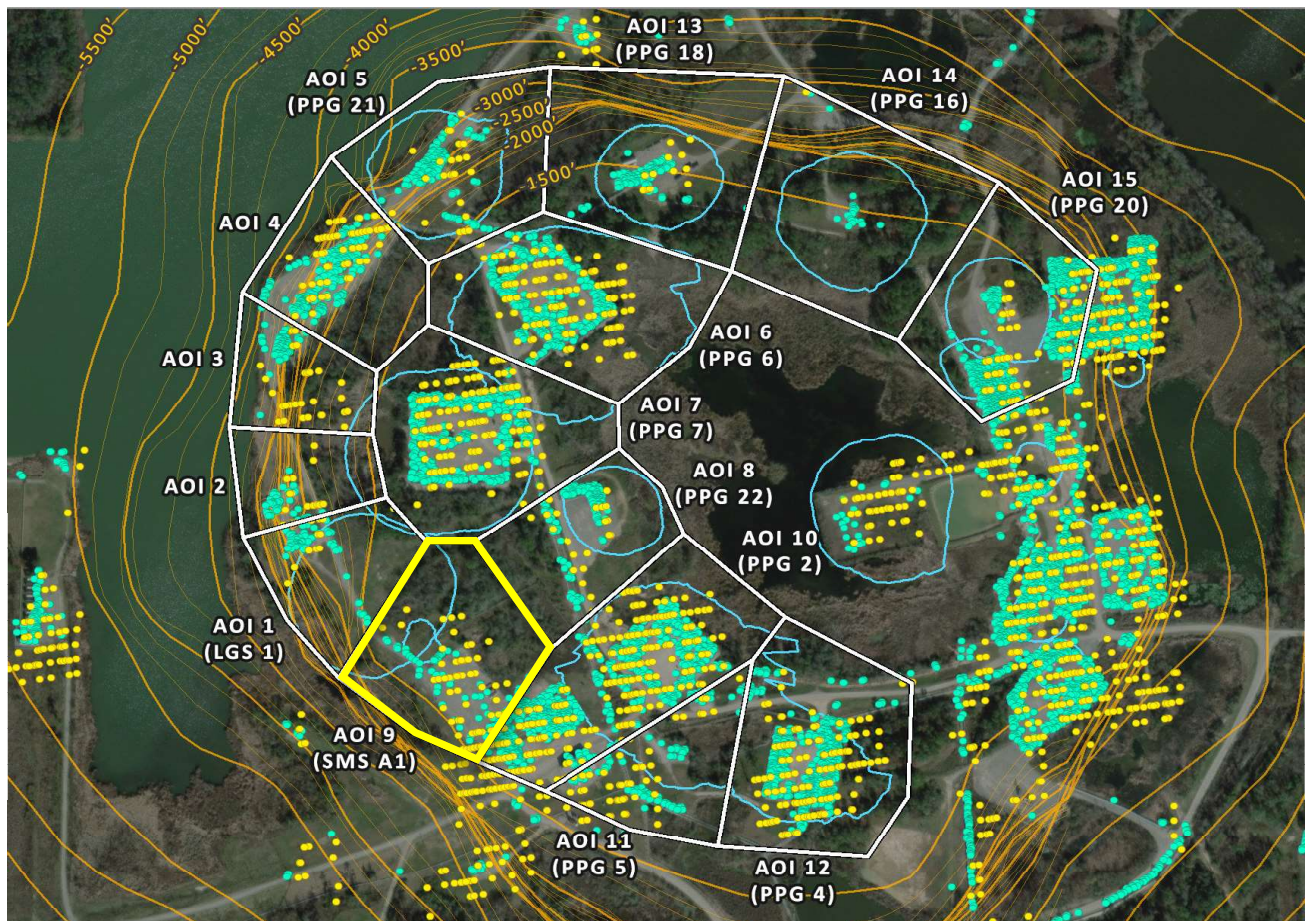 -5500'
-5000'
-4500'
-4000'
-3500'
-3000'
-2500'
-2000'
-1500'
AOI 13
(PPG 18)
AOI 14
(PPG 16)
AOI 5
(PPG 21)
AOI 15
(PPG 20)
AOI 4
AOI 3
AOI 6
(PPG 6)
AOI 7
(PPG 7)
AOI 2
AOI 8
(PPG 22)
AOI 10
(PPG 2)
AOI 1
(LGS 1)
AOI 9
(SMS A1)
AOI 11
(PPG 5)
AOI 12
(PPG 4)